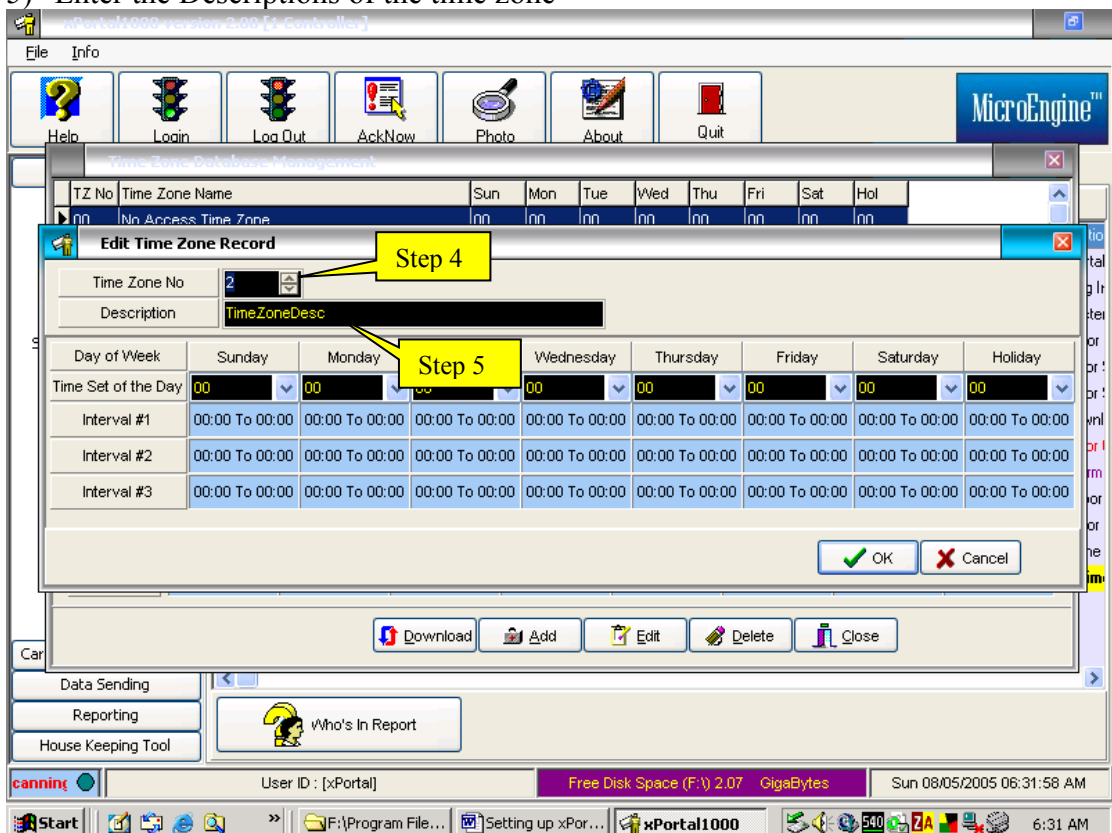 5) Enter the Descriptions of the time zone
xPortal1000 version 2.00 [1 Controller]
File Info
Help Login Log Out AckNow Photo About Quit
MicroEngine™
Time Zone Database Management
TZ No Time Zone Name Sun Mon Tue Wed Thu Fri Sat Hol
00 No Access Time Zone 00 00 00 00 00 00 00 00
Edit Time Zone Record
Step 4
Time Zone No 2
Description TimeZoneDesc
Step 5
Day of Week Sunday Monday Wednesday Thursday Friday Saturday Holiday
Time Set of the Day 00 00 00 00 00 00 00 00
Interval #1 00:00 To 00:00 00:00 To 00:00 00:00 To 00:00 00:00 To 00:00 00:00 To 00:00 00:00 To 00:00 00:00 To 00:00 00:00 To 00:00
Interval #2 00:00 To 00:00 00:00 To 00:00 00:00 To 00:00 00:00 To 00:00 00:00 To 00:00 00:00 To 00:00 00:00 To 00:00 00:00 To 00:00
Interval #3 00:00 To 00:00 00:00 To 00:00 00:00 To 00:00 00:00 To 00:00 00:00 To 00:00 00:00 To 00:00 00:00 To 00:00 00:00 To 00:00
OK Cancel
Download Add Edit Delete Close
Car
Data Sending
Reporting
House Keeping Tool
Who's In Report
canning User ID : [xPortal] Free Disk Space (F:\) 2.07 GigaBytes Sun 08/05/2005 06:31:58 AM
Start » F:\Program File... Setting up xPor... xPortal1000 540 ZA 6:31 AM